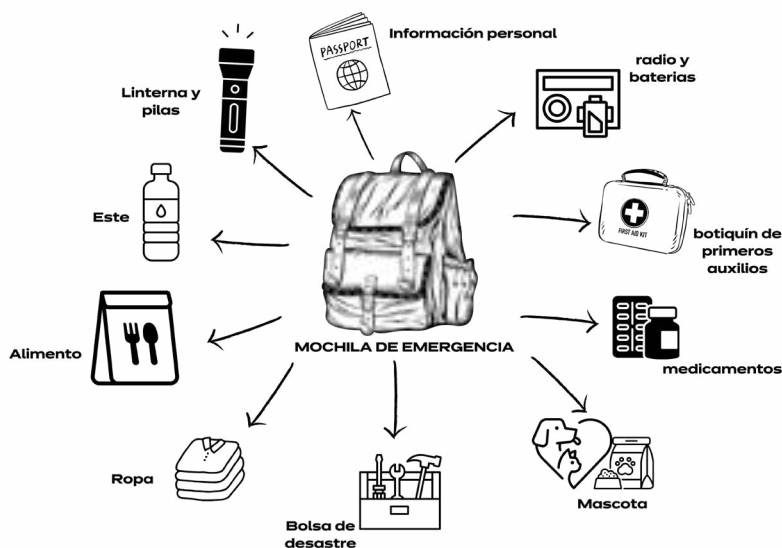 PASSPORT
Información personal
radio y
baterias
Linterna y
pilas
Este
FIRST AID KIT
botiquín de
primeros
auxilios
Alimento
MOCHILA DE EMERGENCIA
medicamentos
Ropa
Mascota
Bolsa de
desastre